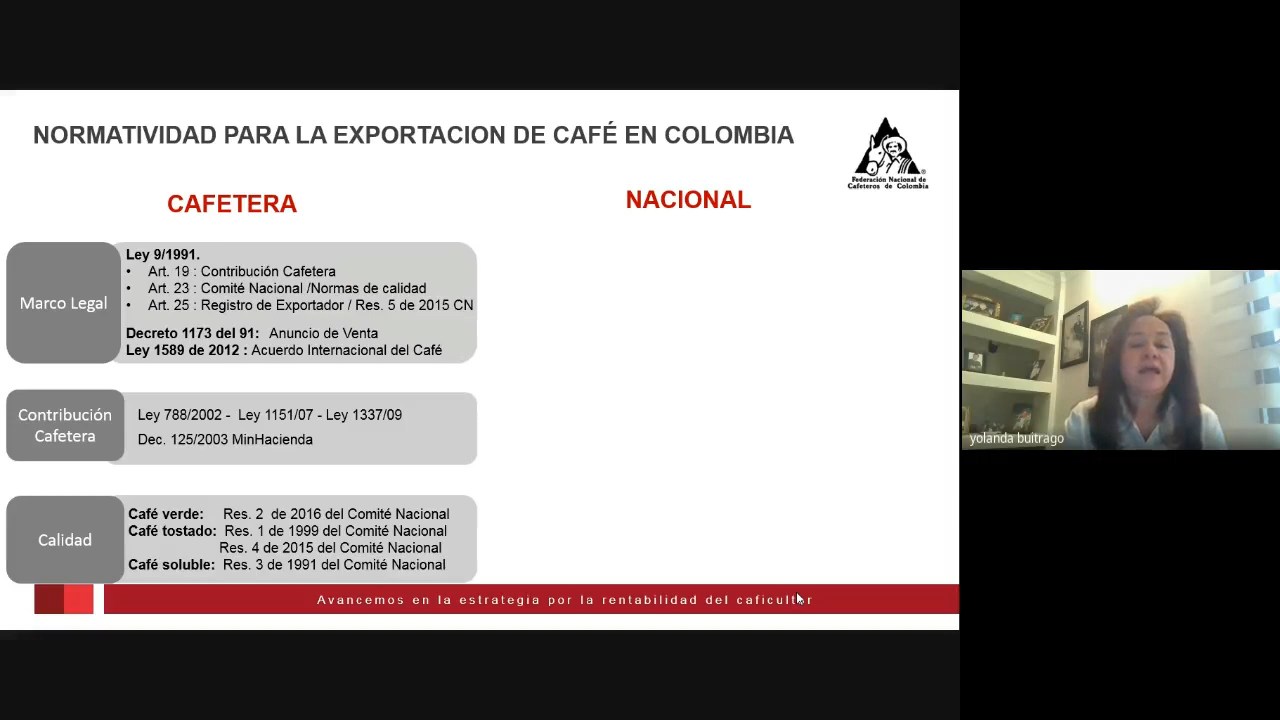 NORMATIVIDAD PARA LA EXPORTACION DE CAFÉ EN COLOMBIA
Federación Nacional de
Cafeteros de Colombia
®
CAFETERA
NACIONAL
Marco Legal
Ley 9/1991.
• Art. 19 : Contribución Cafetera
• Art. 23 : Comité Nacional /Normas de calidad
• Art. 25 : Registro de Exportador / Res. 5 de 2015 CN
Decreto 1173 del 91: Anuncio de Venta
Ley 1589 de 2012 : Acuerdo Internacional del Café
Contribución
Cafetera
Ley 788/2002 - Ley 1151/07 - Ley 1337/09
Dec. 125/2003 MinHacienda
Calidad
Café verde: Res. 2 de 2016 del Comité Nacional
Café tostado: Res. 1 de 1999 del Comité Nacional
Res. 4 de 2015 del Comité Nacional
Café soluble: Res. 3 de 1991 del Comité Nacional
Avancemos en la estrategia por la rentabilidad del caficultor
yolanda buitrago